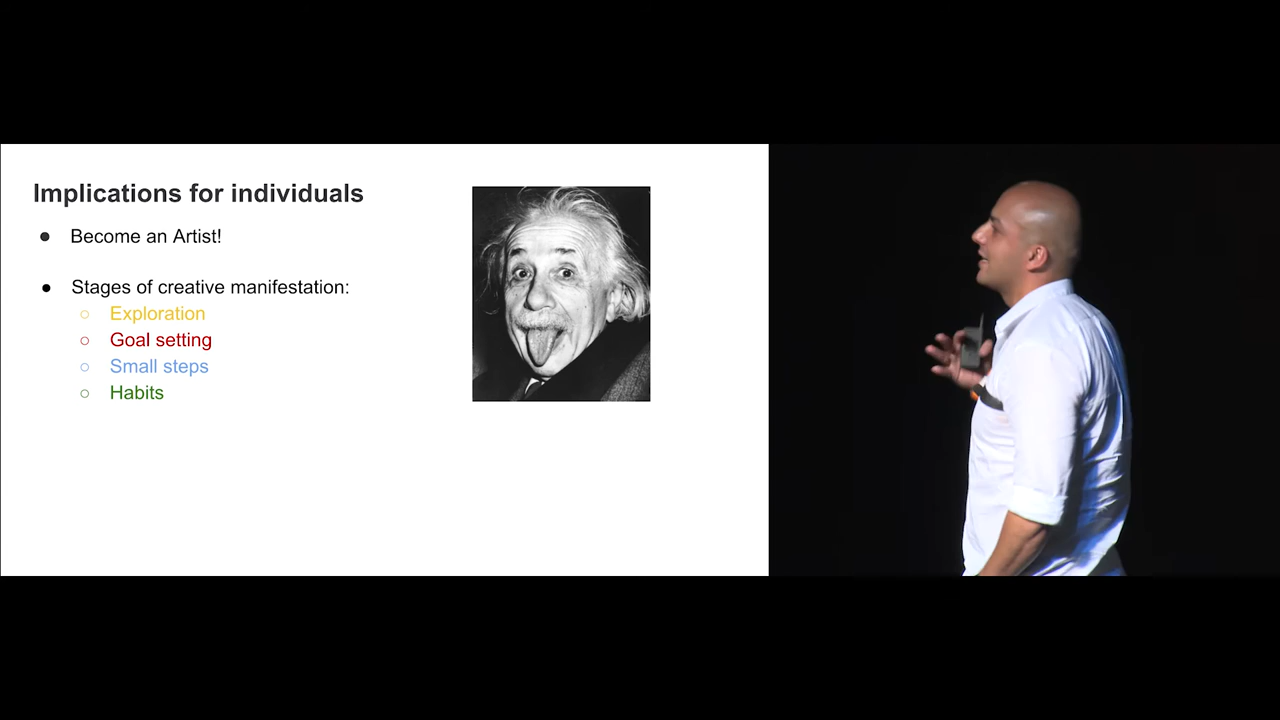 Implications for individuals
● Become an Artist!
● Stages of creative manifestation:
○ Exploration
○ Goal setting
○ Small steps
○ Habits